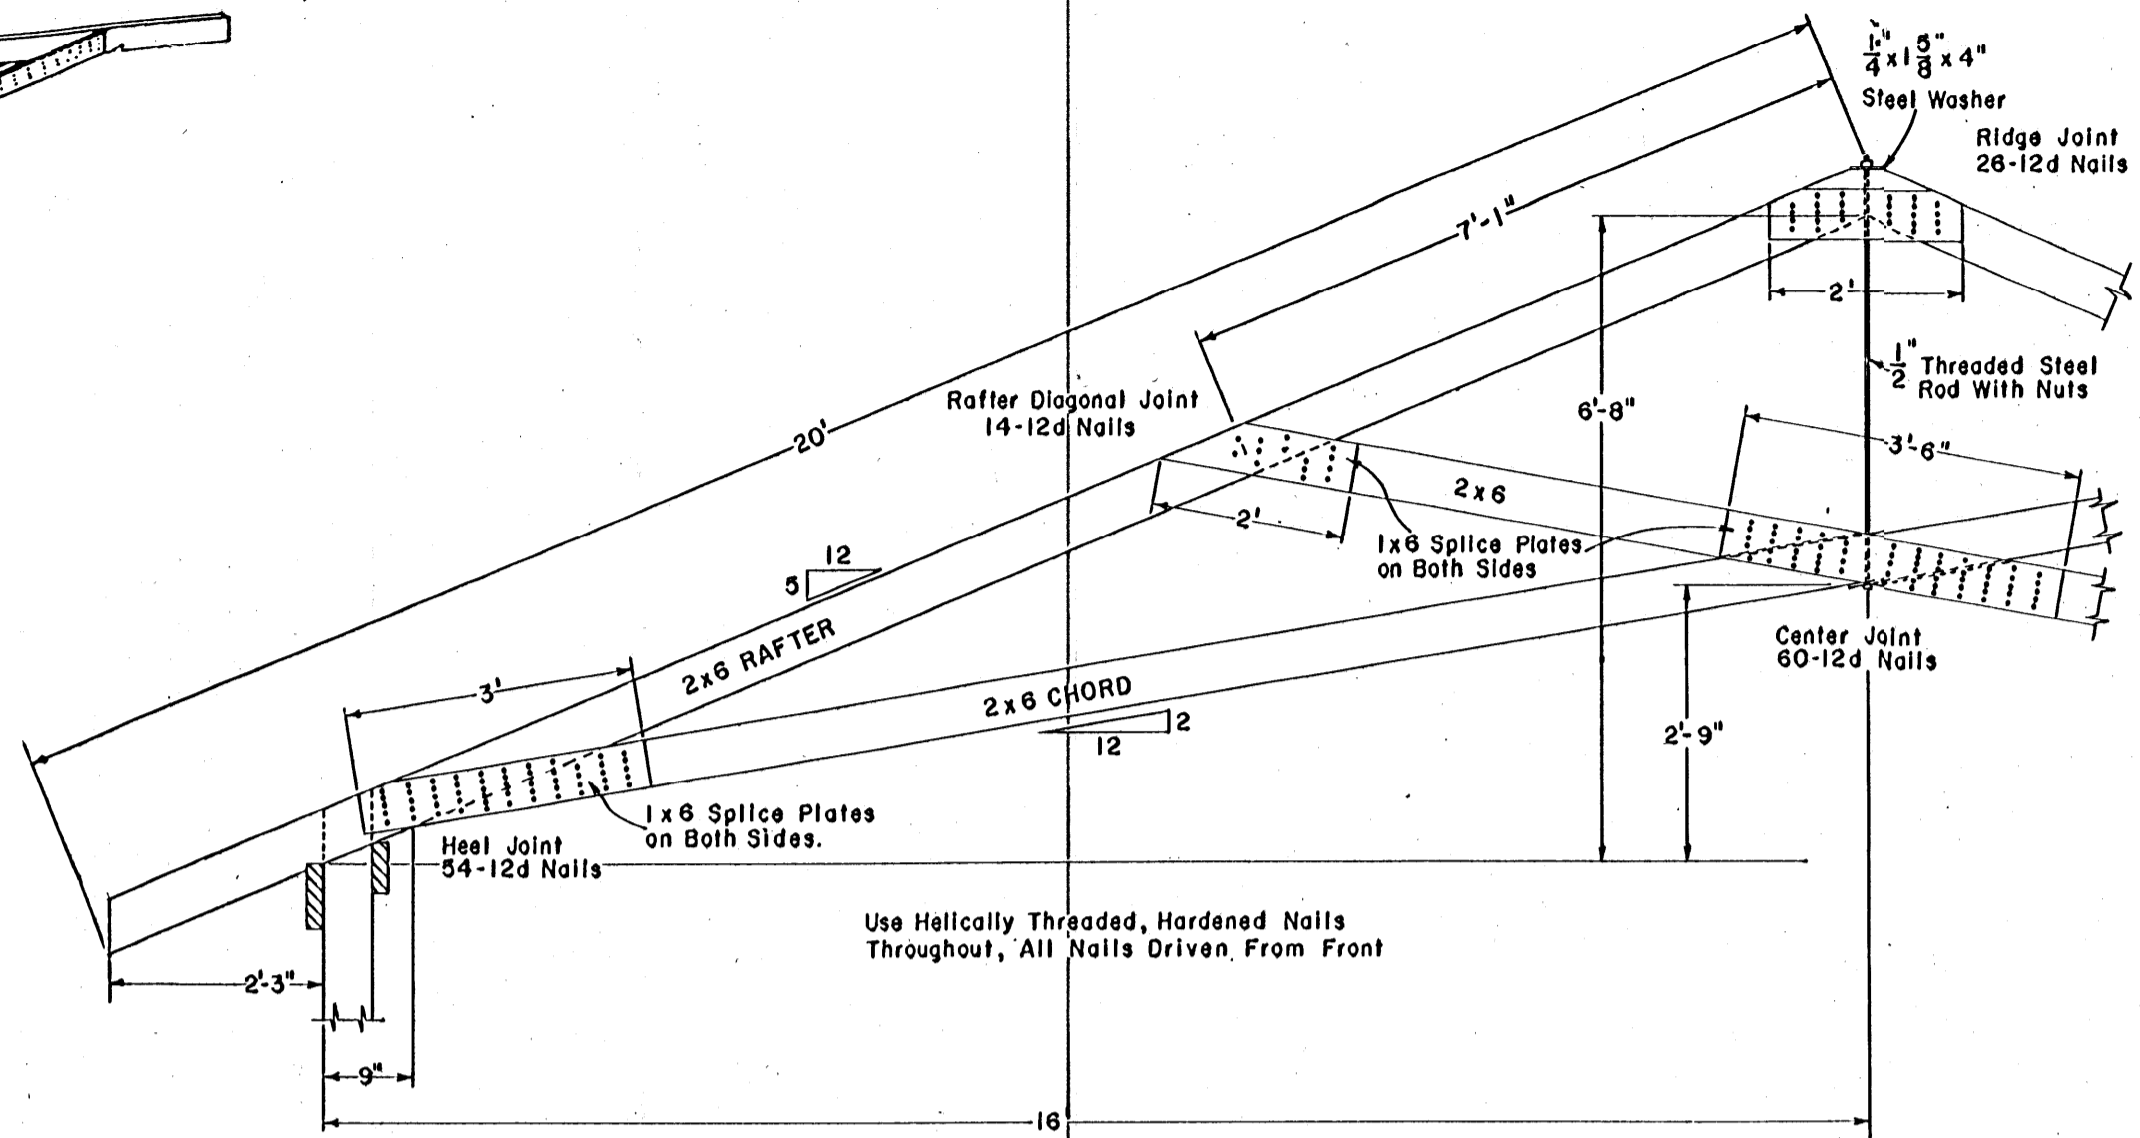 1/4" x 1 5/8" x 4"
Steel Washer
Ridge Joint
26-12d Nails
7'-1"
2'
1/2" Threaded Steel
Rod With Nuts
Rafter Diagonal Joint
14-12d Nails
6'-8"
3'-6"
20'
2x6
2'
1x6 Splice Plates
on Both Sides
12
5
2x6 RAFTER
Center Joint
60-12d Nails
3'
2x6 CHORD
2
12
2'-9"
1x6 Splice Plates
on Both Sides.
Heel Joint
54-12d Nails
Use Helically Threaded, Hardened Nails
Throughout, All Nails Driven From Front
2'-3"
9"
16